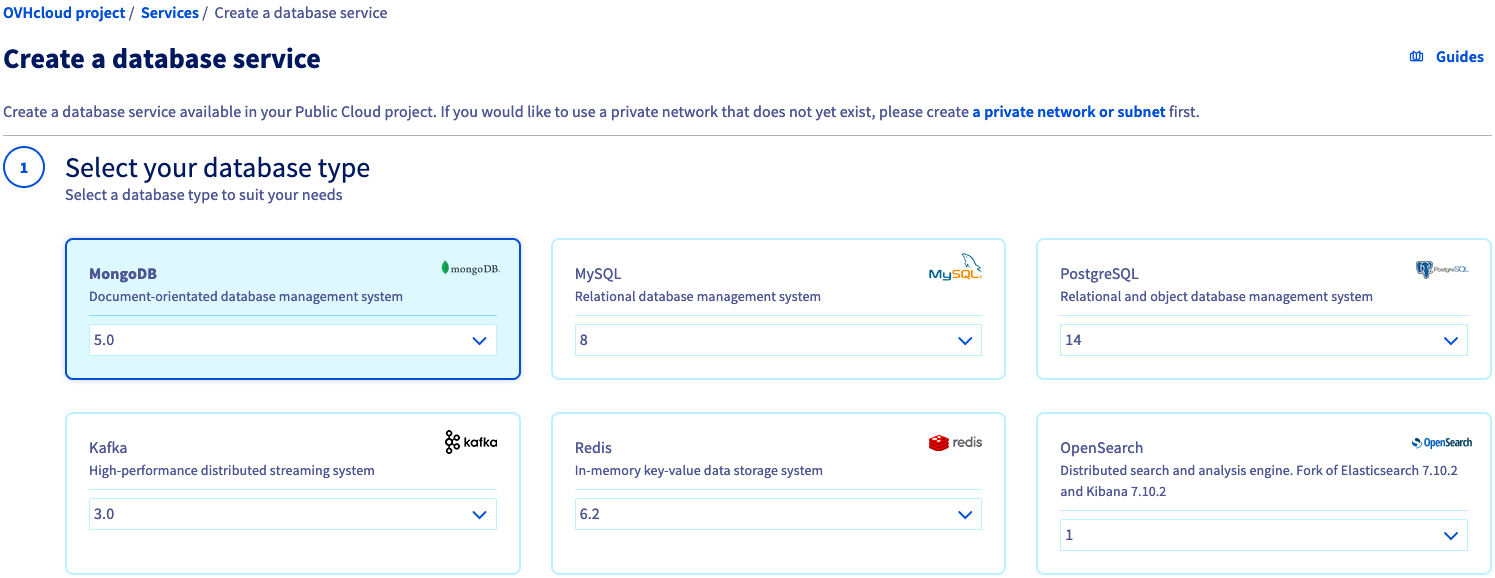 OVHcloud project / Services / Create a database service
Create a database service
Guides
Create a database service available in your Public Cloud project. If you would like to use a private network that does not yet exist, please create a private network or subnet first.
1
Select your database type
Select a database type to suit your needs
MongoDB
mongoDB.
Document-orientated database management system
5.0
MySQL
MySQL.
Relational database management system
8
PostgreSQL
PostgreSQL
Relational and object database management system
14
Kafka
kafka
High-performance distributed streaming system
3.0
Redis
redis
In-memory key-value data storage system
6.2
OpenSearch
OpenSearch
Distributed search and analysis engine. Fork of Elasticsearch 7.10.2
and Kibana 7.10.2
1